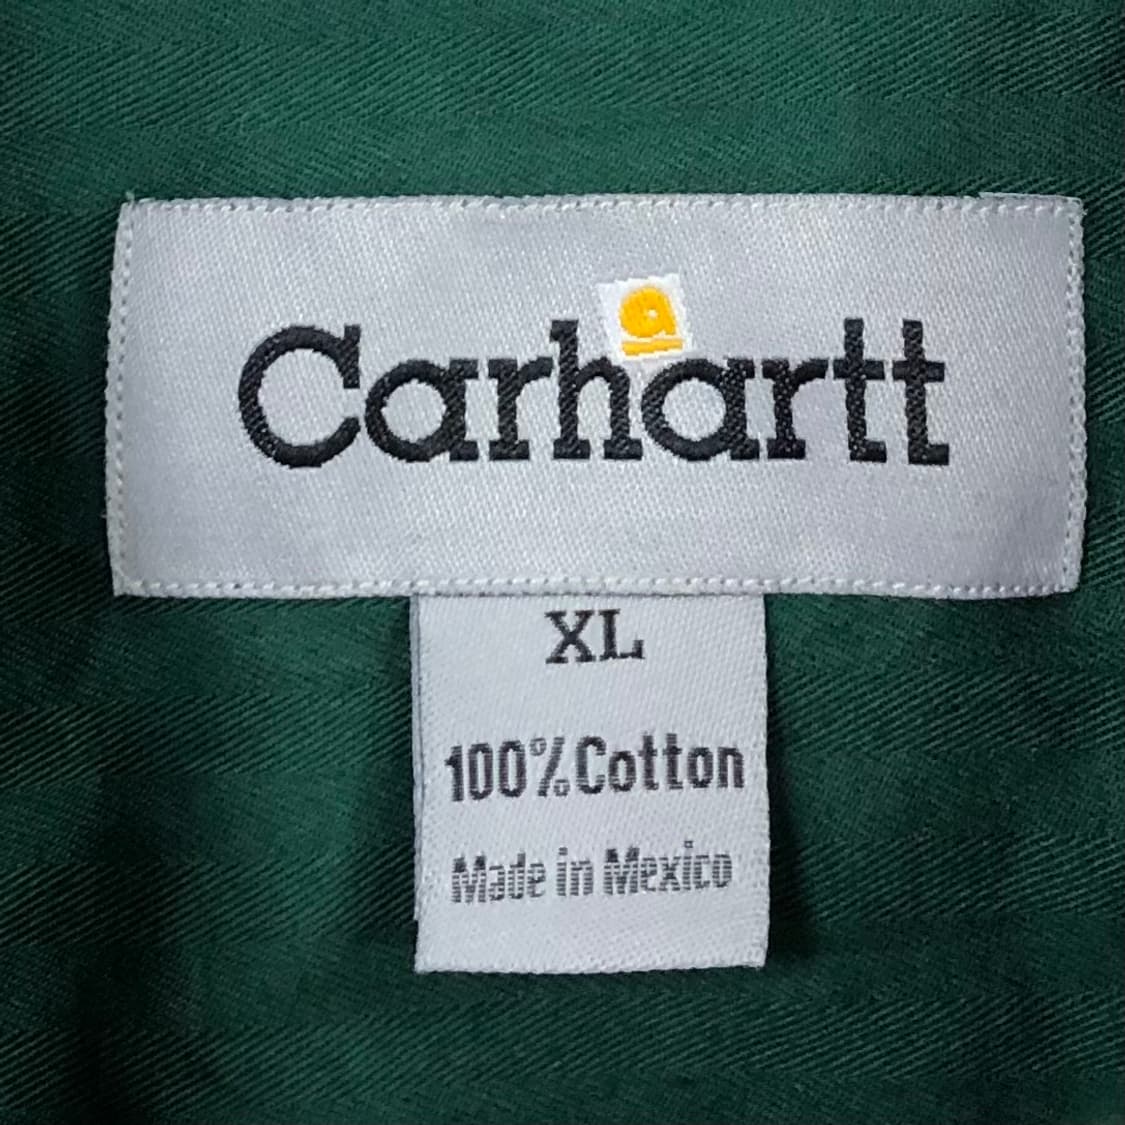 Carhartt
XL
100% Cotton
Made in Mexico